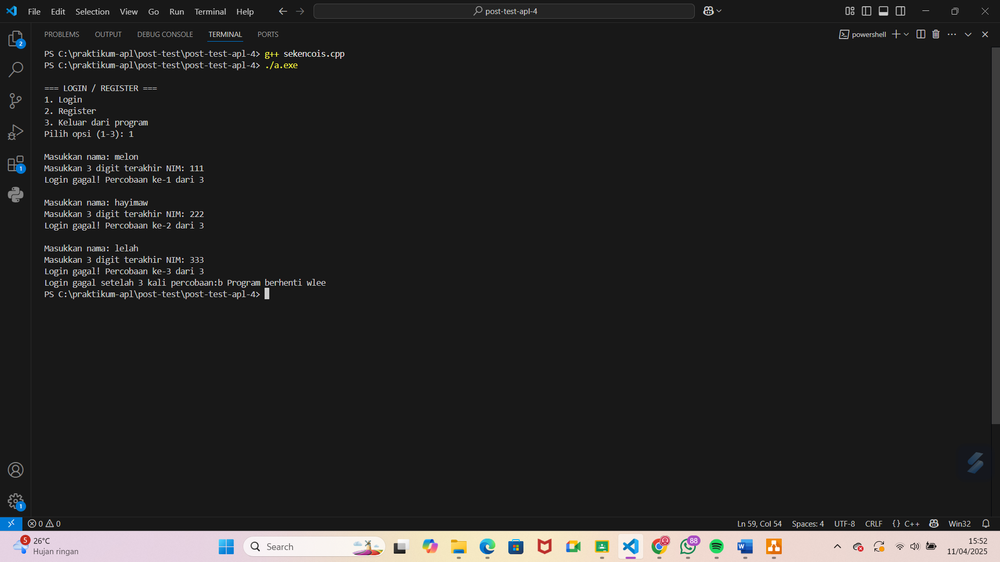 File Edit Selection View Go Run Terminal Help
post-test-apl-4
PROBLEMS OUTPUT DEBUG CONSOLE TERMINAL PORTS
powershell
2
1
1
PS C:\praktikum-apl\post-test\post-test-apl-4> g++ sekencois.cpp
PS C:\praktikum-apl\post-test\post-test-apl-4> ./a.exe
=== LOGIN / REGISTER ===
1. Login
2. Register
3. Keluar dari program
Pilih opsi (1-3): 1
Masukkan nama: melon
Masukkan 3 digit terakhir NIM: 111
Login gagal! Percobaan ke-1 dari 3
Masukkan nama: hayimaw
Masukkan 3 digit terakhir NIM: 222
Login gagal! Percobaan ke-2 dari 3
Masukkan nama: lelah
Masukkan 3 digit terakhir NIM: 333
Login gagal! Percobaan ke-3 dari 3
Login gagal setelah 3 kali percobaan:b Program berhenti wlee
PS C:\praktikum-apl\post-test\post-test-apl-4>
0 0
Ln 59, Col 54 Spaces: 4 UTF-8 CRLF {} C++ Win32
5
26°C
Hujan ringan
Search
88
15:52
11/04/2025